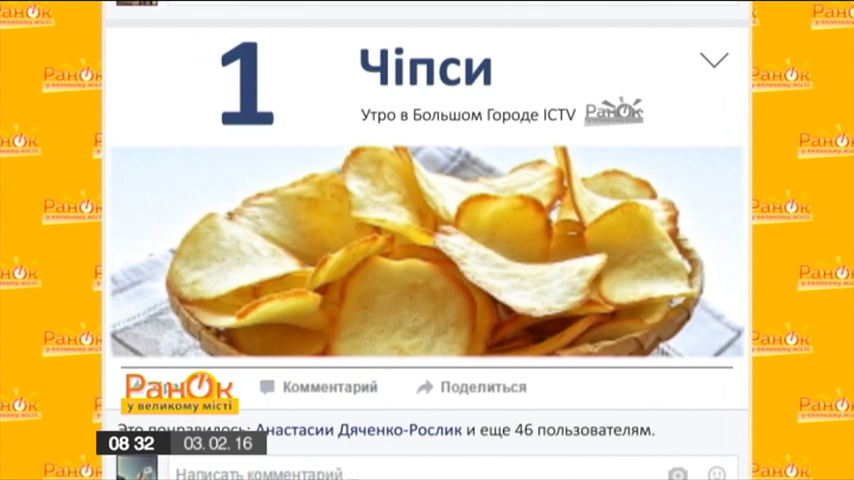 1
Чіпси
Утро в Большом Городе ICTV
РанОк
Комментарий
Поделиться
РанОк
у великому місті
Это понравилось: Анастасии Дяченко-Рослик и еще 46 пользователям.
08 32
03.02.16
Написать комментарий ...